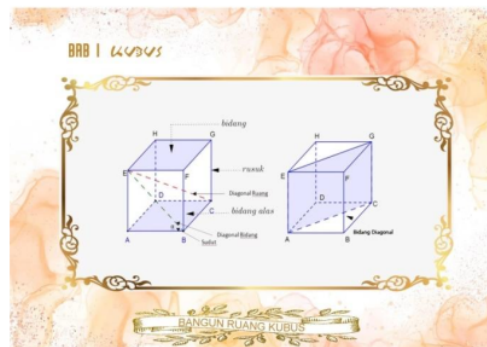 BAB I KUBUS
bidang
H
G
E
F
rusuk
Diagonal Ruang
D
C
bidang alas
Diagonal Bidang
Sudut
A
B
H
G
E
F
D
C
A
B
Bidang Diagonal
BANGUN RUANG KUBUS